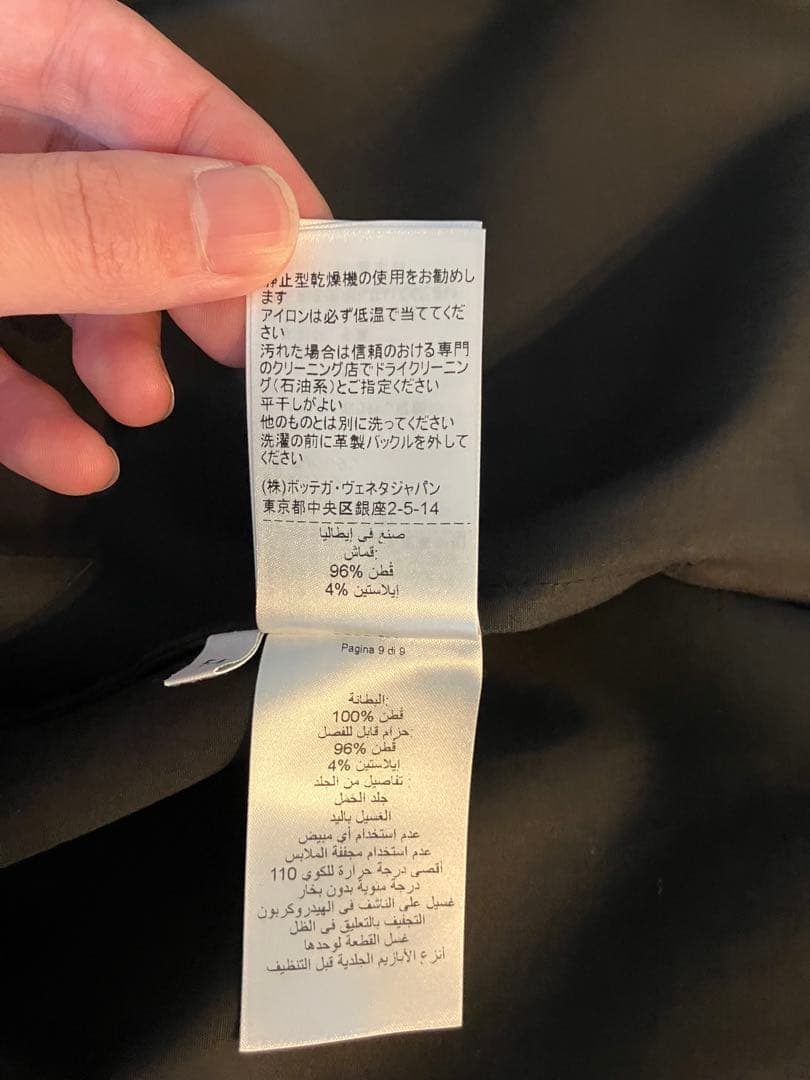 止型乾燥機の使用をお勧めし
ます
アイロンは必ず低温で当ててくだ
さい
汚れた場合は信頼のおける専門
のクリーニング店でドライクリーニン
グ(石油系)とご指定ください
平干しがよい
他のものとは別に洗ってください
洗濯の前に革製バックルを外して
ください
(株)ボッテガ・ヴェネタジャパン
東京都中央区銀座2-5-14
صنع في إيطاليا
قماش:
قطن %96
إيلاستين %4
Pagina 9 di 9
البطانة:
قطن %100
حزام قابل للفصل:
قطن %96
إيلاستين %4
تفاصيل من الجلد :
جلد الحمل
الغسيل باليد
عدم إستخدام أي مبيض
عدم إستخدام مجففة الملابس
أقصى درجة حرارة للكوي 110
درجة مئوية بدون بخار
غسيل على الناشف في الهيدروكربون
التجفيف بالتعليق في الظل
غسل القطعة لوحدها
أنزع الأبازيم الجلدية قبل التنظيف